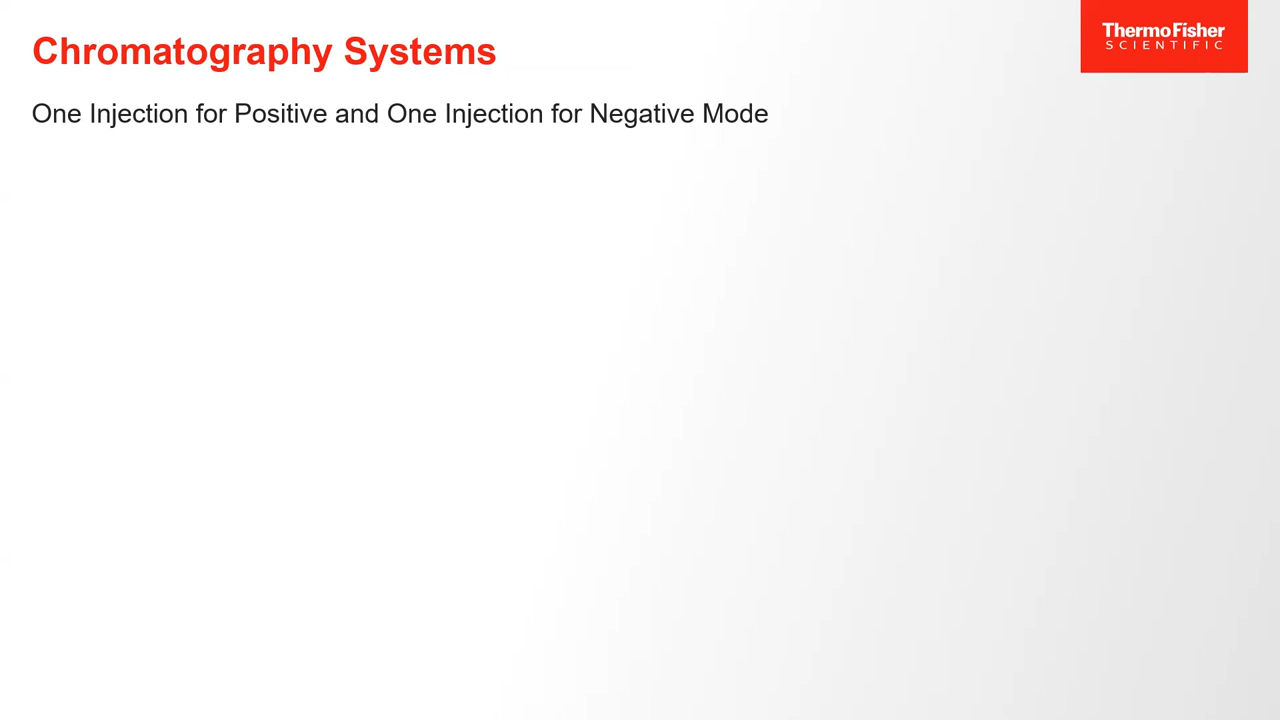 Chromatography Systems
ThermoFisher
SCIENTIFIC
One Injection for Positive and One Injection for Negative Mode